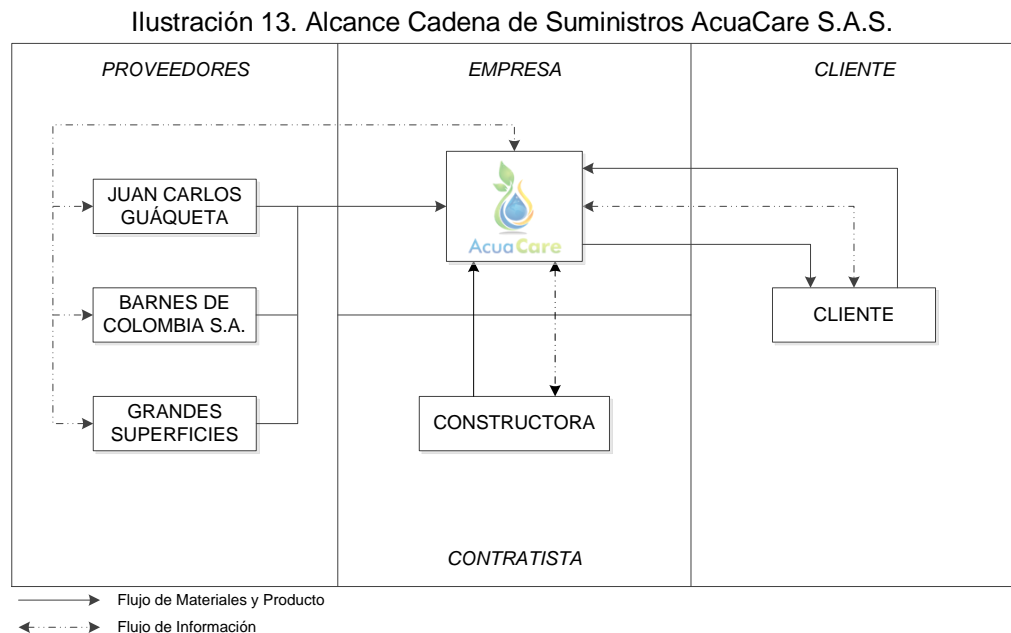 Ilustración 13. Alcance Cadena de Suministros AcuaCare S.A.S.
PROVEEDORES
EMPRESA
CLIENTE
JUAN CARLOS
GUÁQUETA
AcuaCare
BARNES DE
COLOMBIA S.A.
CLIENTE
GRANDES
SUPERFICIES
CONSTRUCTORA
CONTRATISTA
Flujo de Materiales y Producto
Flujo de Información